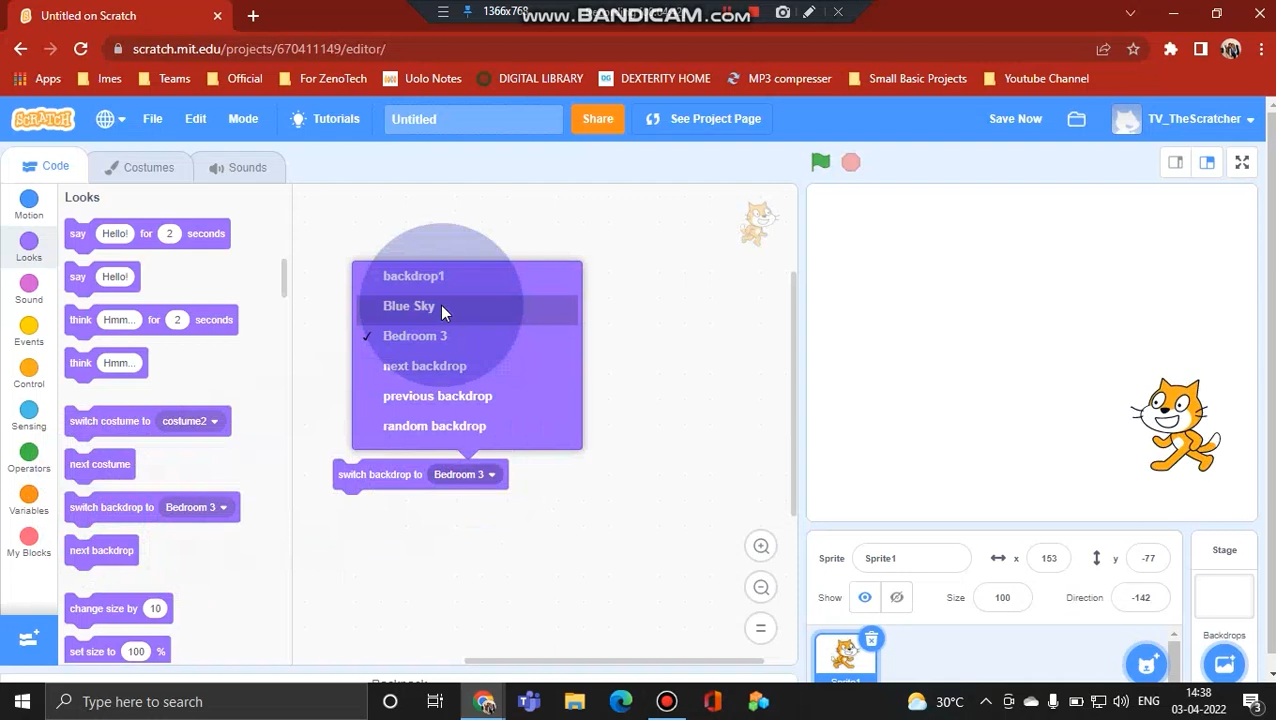 Untitled on Scratch
1366x768
www.BANDICAM.com
scratch.mit.edu/projects/670411149/editor/
Apps
Imes
Teams
Official
For ZenoTech
Uolo Notes
DIGITAL LIBRARY
DEXTERITY HOME
MP3 compresser
Small Basic Projects
Youtube Channel
SCRATCH
File
Edit
Mode
Tutorials
Untitled
Share
See Project Page
Save Now
TV_TheScratcher
Code
Costumes
Sounds
Motion
Looks
Sound
Events
Control
Sensing
Operators
Variables
My Blocks
Looks
say Hello! for 2 seconds
say Hello!
think Hmm... for 2 seconds
think Hmm...
switch costume to costume2
next costume
switch backdrop to Bedroom 3
next backdrop
change size by 10
set size to 100 %
backdrop1
Blue Sky
Bedroom 3
next backdrop
previous backdrop
random backdrop
switch backdrop to Bedroom 3
Sprite Sprite1 x 153 y -77
Show Size 100 Direction -142
Sprite1
Stage
Backdrops
Backpack
Type here to search
30°C
ENG
14:38
03-04-2022
3